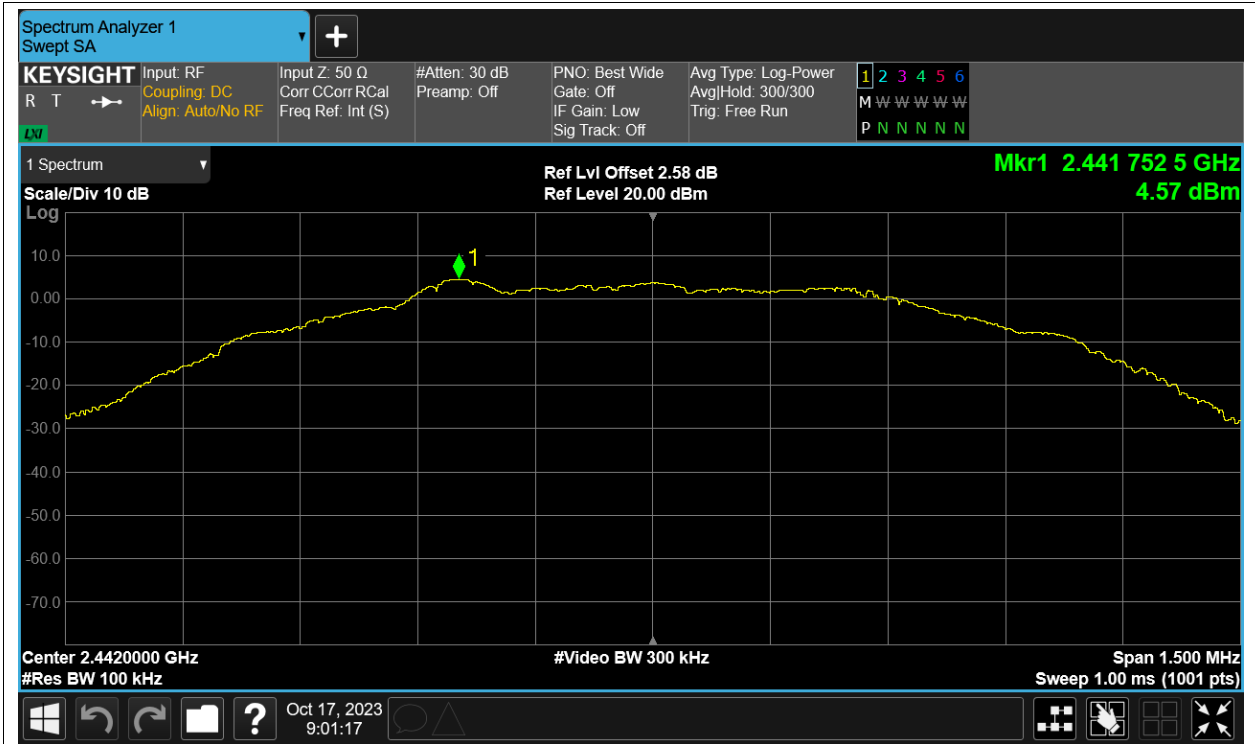 Spectrum Analyzer 1
Swept SA
KEYSIGHT
R T
LXI
Input: RF
Coupling: DC
Align: Auto/No RF
Input Z: 50 Ω
Corr CCorr RCal
Freq Ref: Int (S)
#Atten: 30 dB
Preamp: Off
PNO: Best Wide
Gate: Off
IF Gain: Low
Sig Track: Off
Avg Type: Log-Power
Avg|Hold: 300/300
Trig: Free Run
1 2 3 4 5 6
M W W W W W
P N N N N N
1 Spectrum
Scale/Div 10 dB
Log
Ref Lvl Offset 2.58 dB
Ref Level 20.00 dBm
Mkr1 2.441 752 5 GHz
4.57 dBm
1
10.0
0.00
-10.0
-20.0
-30.0
-40.0
-50.0
-60.0
-70.0
Center 2.4420000 GHz
#Res BW 100 kHz
#Video BW 300 kHz
Span 1.500 MHz
Sweep 1.00 ms (1001 pts)
?
Oct 17, 2023
9:01:17